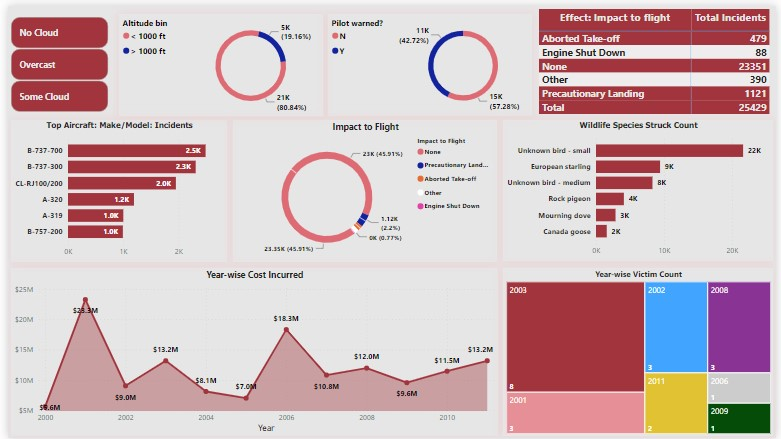 No Cloud
Overcast
Some Cloud
Altitude bin
< 1000 ft
> 1000 ft
5K
(19.16%)
21K
(80.84%)
Pilot warned?
N
Y
11K
(42.72%)
15K
(57.28%)
Effect: Impact to flight Total Incidents
Aborted Take-off 479
Engine Shut Down 88
None 23351
Other 390
Precautionary Landing 1121
Total 25429
Top Aircraft: Make/Model: Incidents
B-737-700 2.5K
B-737-300 2.3K
CL-RJ100/200 2.0K
A-320 1.2K
A-319 1.0K
B-757-200 1.0K
0K 1K 2K
Impact to Flight
Impact to Flight
None
Precautionary Land...
Aborted Take-off
Other
Engine Shut Down
23K (45.91%)
1.12K
(2.2%)
0K (0.77%)
23.35K (45.91%)
Wildlife Species Struck Count
Unknown bird - small 22K
European starling 9K
Unknown bird - medium 8K
Rock pigeon 4K
Mourning dove 3K
Canada goose 2K
0K 10K 20K
Year-wise Cost Incurred
$25M
$20M
$15M
$10M
$5M
$23.3M
$9.0M
$13.2M
$8.1M
$7.0M
$18.3M
$10.8M
$12.0M
$9.6M
$11.5M
$13.2M
2000 2002 2004 2006 2008 2010
Year
Year-wise Victim Count
2003
8
2001
3
2002
3
2011
2
2008
3
2006
1
2009
1